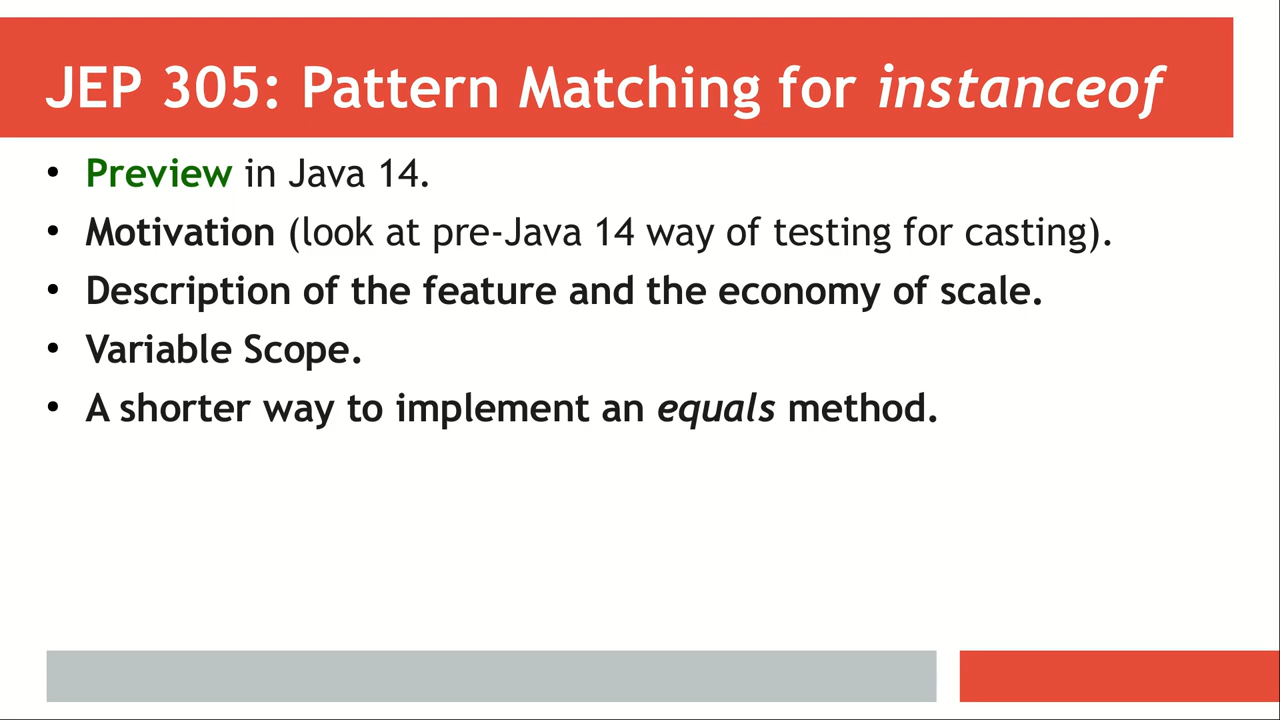 JEP 305: Pattern Matching for instanceof
• Preview in Java 14.
• Motivation (look at pre-Java 14 way of testing for casting).
• Description of the feature and the economy of scale.
• Variable Scope.
• A shorter way to implement an equals method.